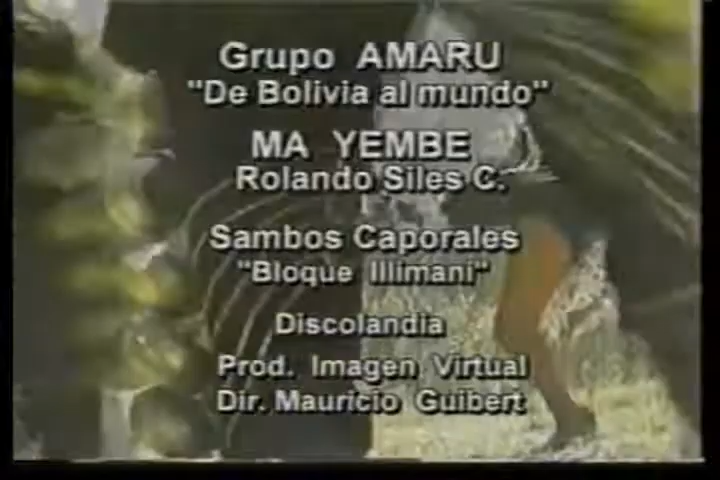 Grupo AMARU
"De Bolivia al mundo"
MA YEMBE
Rolando Siles C.
Sambos Caporales
"Bloque Illimani"
Discolandia
Prod. Imagen Virtual
Dir. Mauricio Guibert